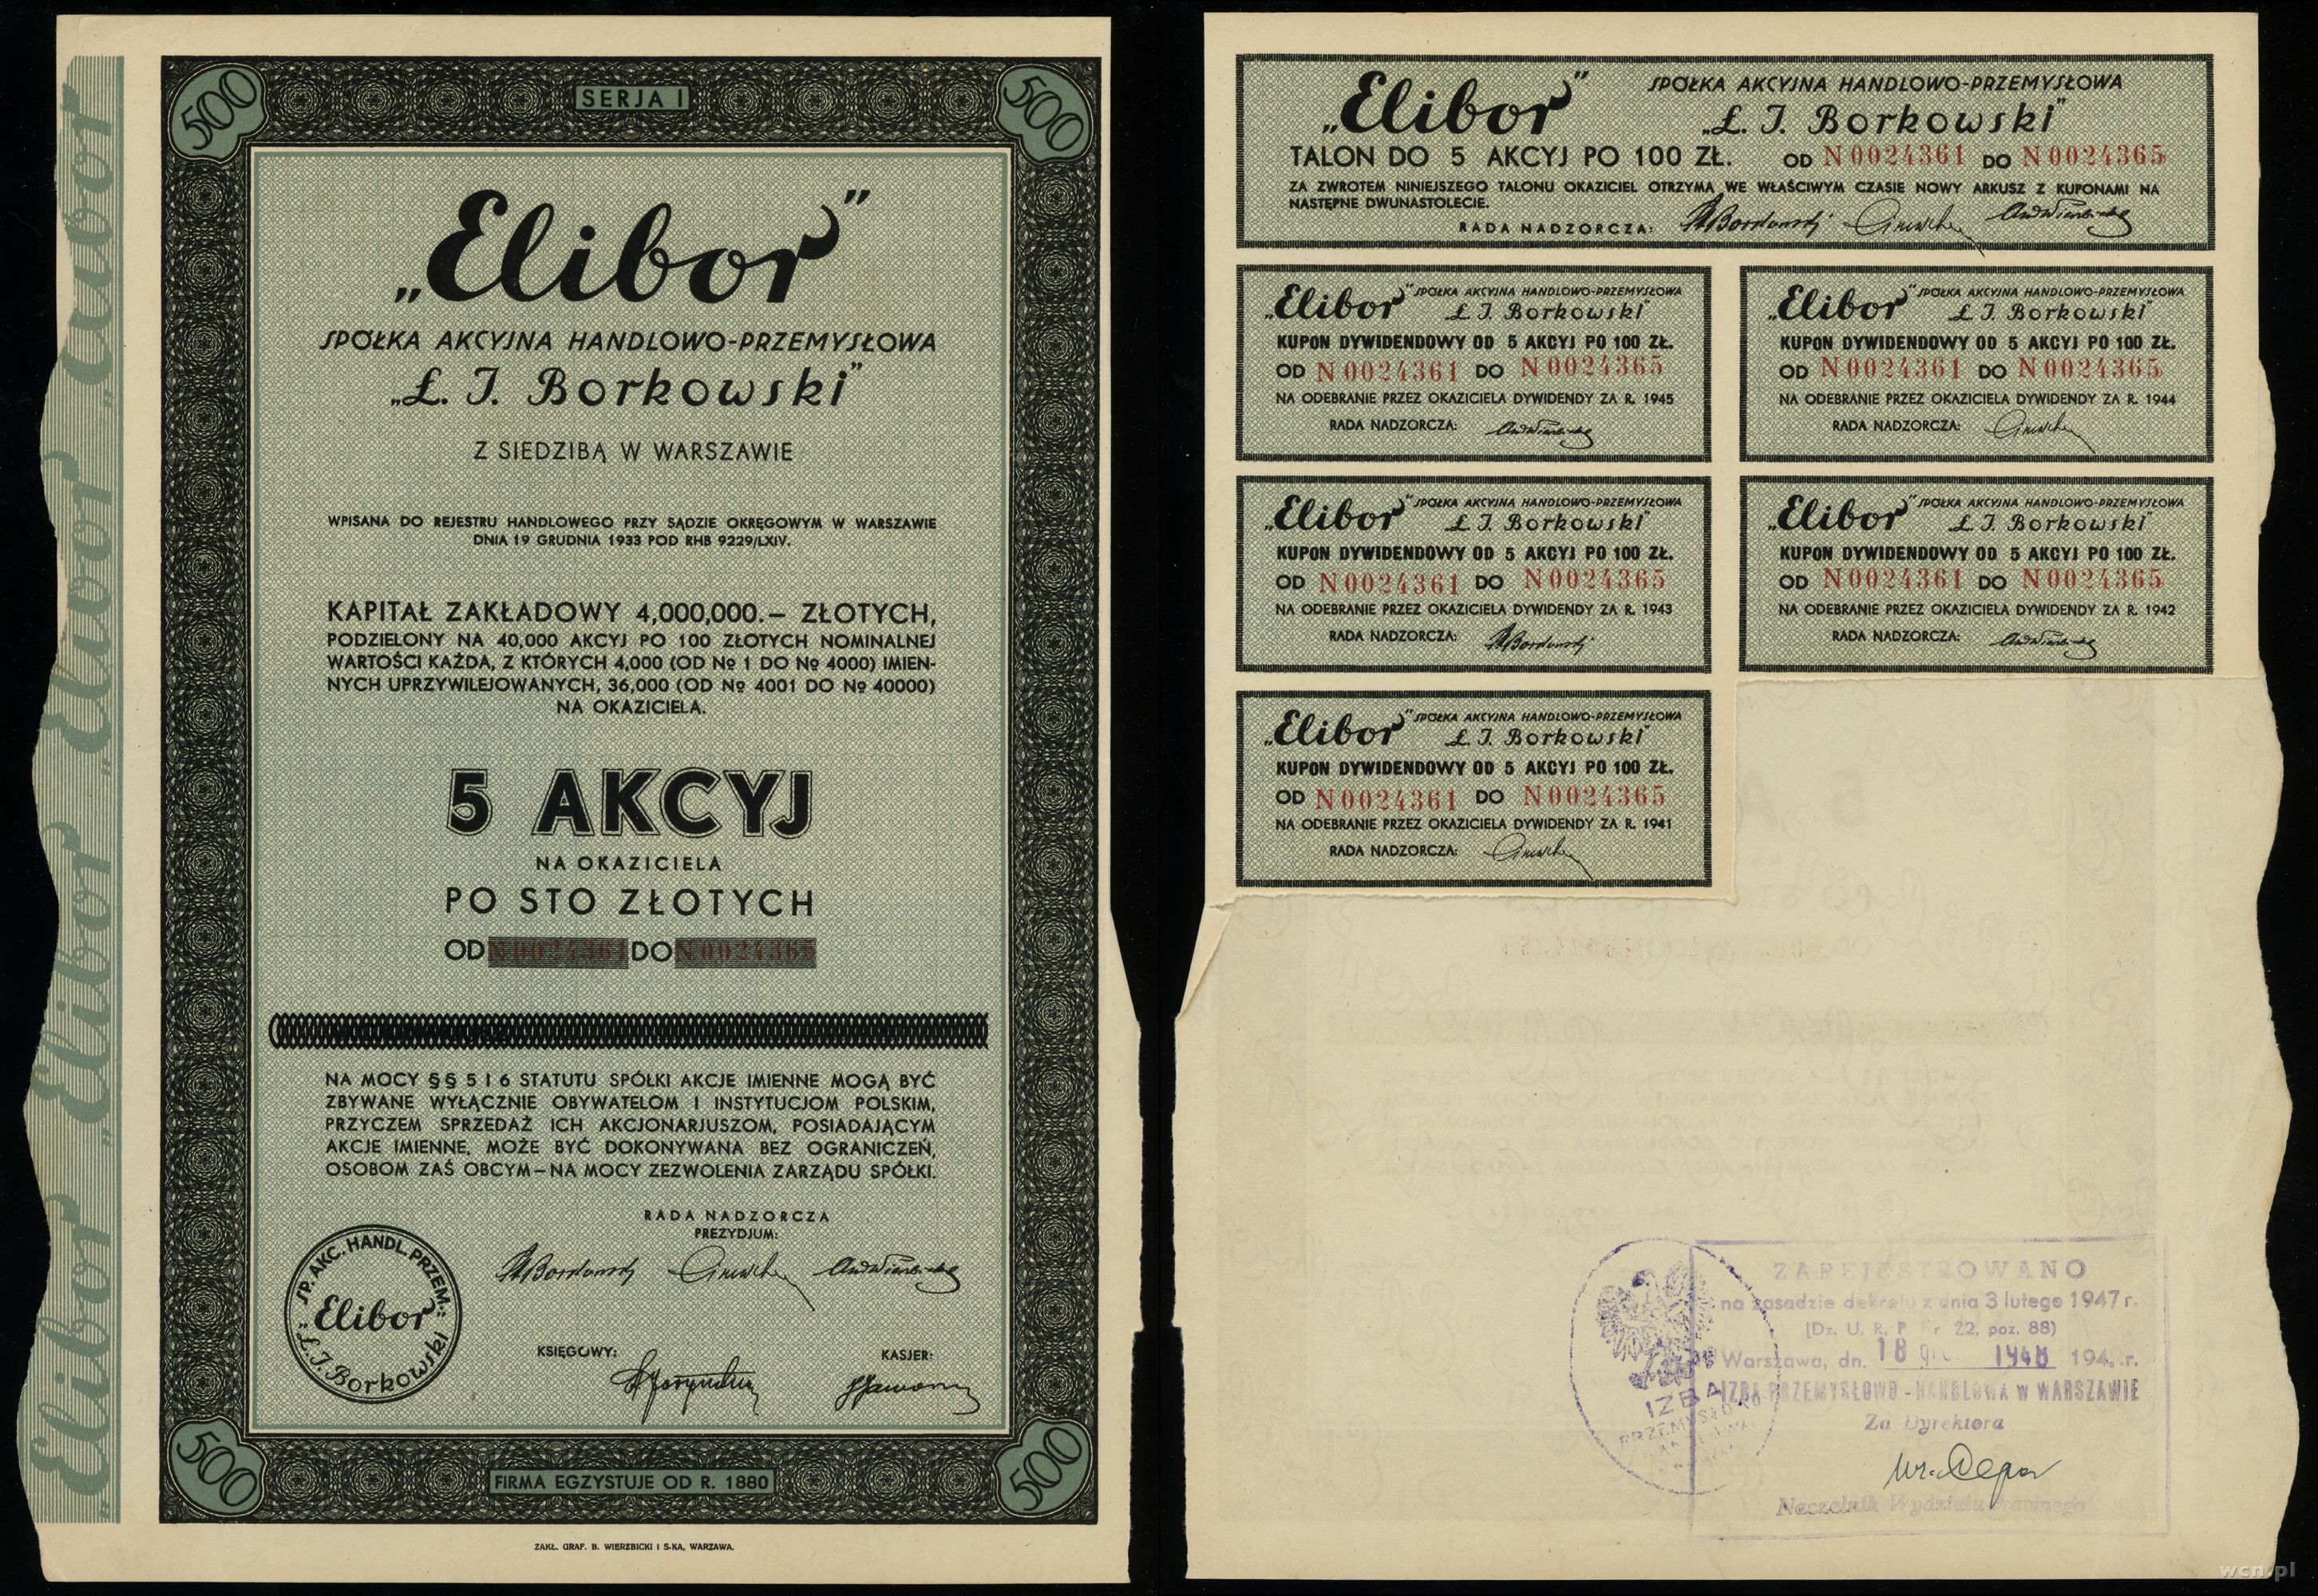 SERJA I
500
500
„Elibor”
SPÓŁKA AKCYJNA HANDLOWO-PRZEMYSŁOWA
„Ł. J. Borkowski”
Z SIEDZIBĄ W WARSZAWIE
WPISANA DO REJESTRU HANDLOWEGO PRZY SĄDZIE OKRĘGOWYM W WARSZAWIE
DNIA 19 GRUDNIA 1933 POD RHB 9229/LXIV.
KAPITAŁ ZAKŁADOWY 4,000,000.– ZŁOTYCH,
PODZIELONY NA 40,000 AKCYJ PO 100 ZŁOTYCH NOMINALNEJ
WARTOŚCI KAŻDA, Z KTÓRYCH 4,000 (OD № 1 DO № 4000) IMIEN-
NYCH UPRZYWILEJOWANYCH, 36,000 (OD № 4001 DO № 40000)
NA OKAZICIELA.
5 AKCYJ
NA OKAZICIELA
PO STO ZŁOTYCH
OD N0024361 DO N0024365
NA MOCY §§ 5 I 6 STATUTU SPÓŁKI AKCJE IMIENNE MOGĄ BYĆ
ZBYWANE WYŁĄCZNIE OBYWATELOM I INSTYTUCJOM POLSKIM,
PRZYCZEM SPRZEDAŻ ICH AKCJONARJUSZOM, POSIADAJĄCYM
AKCJE IMIENNE, MOŻE BYĆ DOKONYWANA BEZ OGRANICZEŃ,
OSOBOM ZAŚ OBCYM – NA MOCY ZEZWOLENIA ZARZĄDU SPÓŁKI.
RADA NADZORCZA
PREZYDJUM:
SP. AKC. HANDL. PRZEM.
„Elibor”
Ł. J. Borkowski
KSIĘGOWY:
KASJER:
500
500
FIRMA EGZYSTUJE OD R. 1880
ZAKŁ. GRAF. B. WIERZBICKI I S-KA, WARSZAWA.
„Elibor”
„Elibor”
„Elibor”
„Elibor”
„Elibor” SPÓŁKA AKCYJNA HANDLOWO-PRZEMYSŁOWA
„Ł. J. Borkowski”
TALON DO 5 AKCYJ PO 100 ZŁ. OD N0024361 DO N0024365
ZA ZWROTEM NINIEJSZEGO TALONU OKAZICIEL OTRZYMA WE WŁAŚCIWYM CZASIE NOWY ARKUSZ Z KUPONAMI NA
NASTĘPNE DWUNASTOLECIE.
RADA NADZORCZA:
„Elibor” SPÓŁKA AKCYJNA HANDLOWO-PRZEMYSŁOWA
Ł. J. Borkowski”
KUPON DYWIDENDOWY OD 5 AKCYJ PO 100 ZŁ.
OD N0024361 DO N0024365
NA ODEBRANIE PRZEZ OKAZICIELA DYWIDENDY ZA R. 1945
RADA NADZORCZA:
„Elibor” SPÓŁKA AKCYJNA HANDLOWO-PRZEMYSŁOWA
Ł. J. Borkowski”
KUPON DYWIDENDOWY OD 5 AKCYJ PO 100 ZŁ.
OD N0024361 DO N0024365
NA ODEBRANIE PRZEZ OKAZICIELA DYWIDENDY ZA R. 1944
RADA NADZORCZA:
„Elibor” SPÓŁKA AKCYJNA HANDLOWO-PRZEMYSŁOWA
Ł. J. Borkowski”
KUPON DYWIDENDOWY OD 5 AKCYJ PO 100 ZŁ.
OD N0024361 DO N0024365
NA ODEBRANIE PRZEZ OKAZICIELA DYWIDENDY ZA R. 1943
RADA NADZORCZA:
„Elibor” SPÓŁKA AKCYJNA HANDLOWO-PRZEMYSŁOWA
Ł. J. Borkowski”
KUPON DYWIDENDOWY OD 5 AKCYJ PO 100 ZŁ.
OD N0024361 DO N0024365
NA ODEBRANIE PRZEZ OKAZICIELA DYWIDENDY ZA R. 1942
RADA NADZORCZA:
„Elibor” SPÓŁKA AKCYJNA HANDLOWO-PRZEMYSŁOWA
Ł. J. Borkowski”
KUPON DYWIDENDOWY OD 5 AKCYJ PO 100 ZŁ.
OD N0024361 DO N0024365
NA ODEBRANIE PRZEZ OKAZICIELA DYWIDENDY ZA R. 1941
RADA NADZORCZA:
ZAREJESTROWANO
na zasadzie dekretu z dnia 3 lutego 1947 r.
(Dz. U. R. P. Nr 22, poz. 88)
Warszawa, dn. 18 1948 194 r.
IZBA PRZEMYSŁOWO-HANDLOWA W WARSZAWIE
Za Dyrektora
Naczelnik Wydziału Prawnego
IZBA
wcn.pl